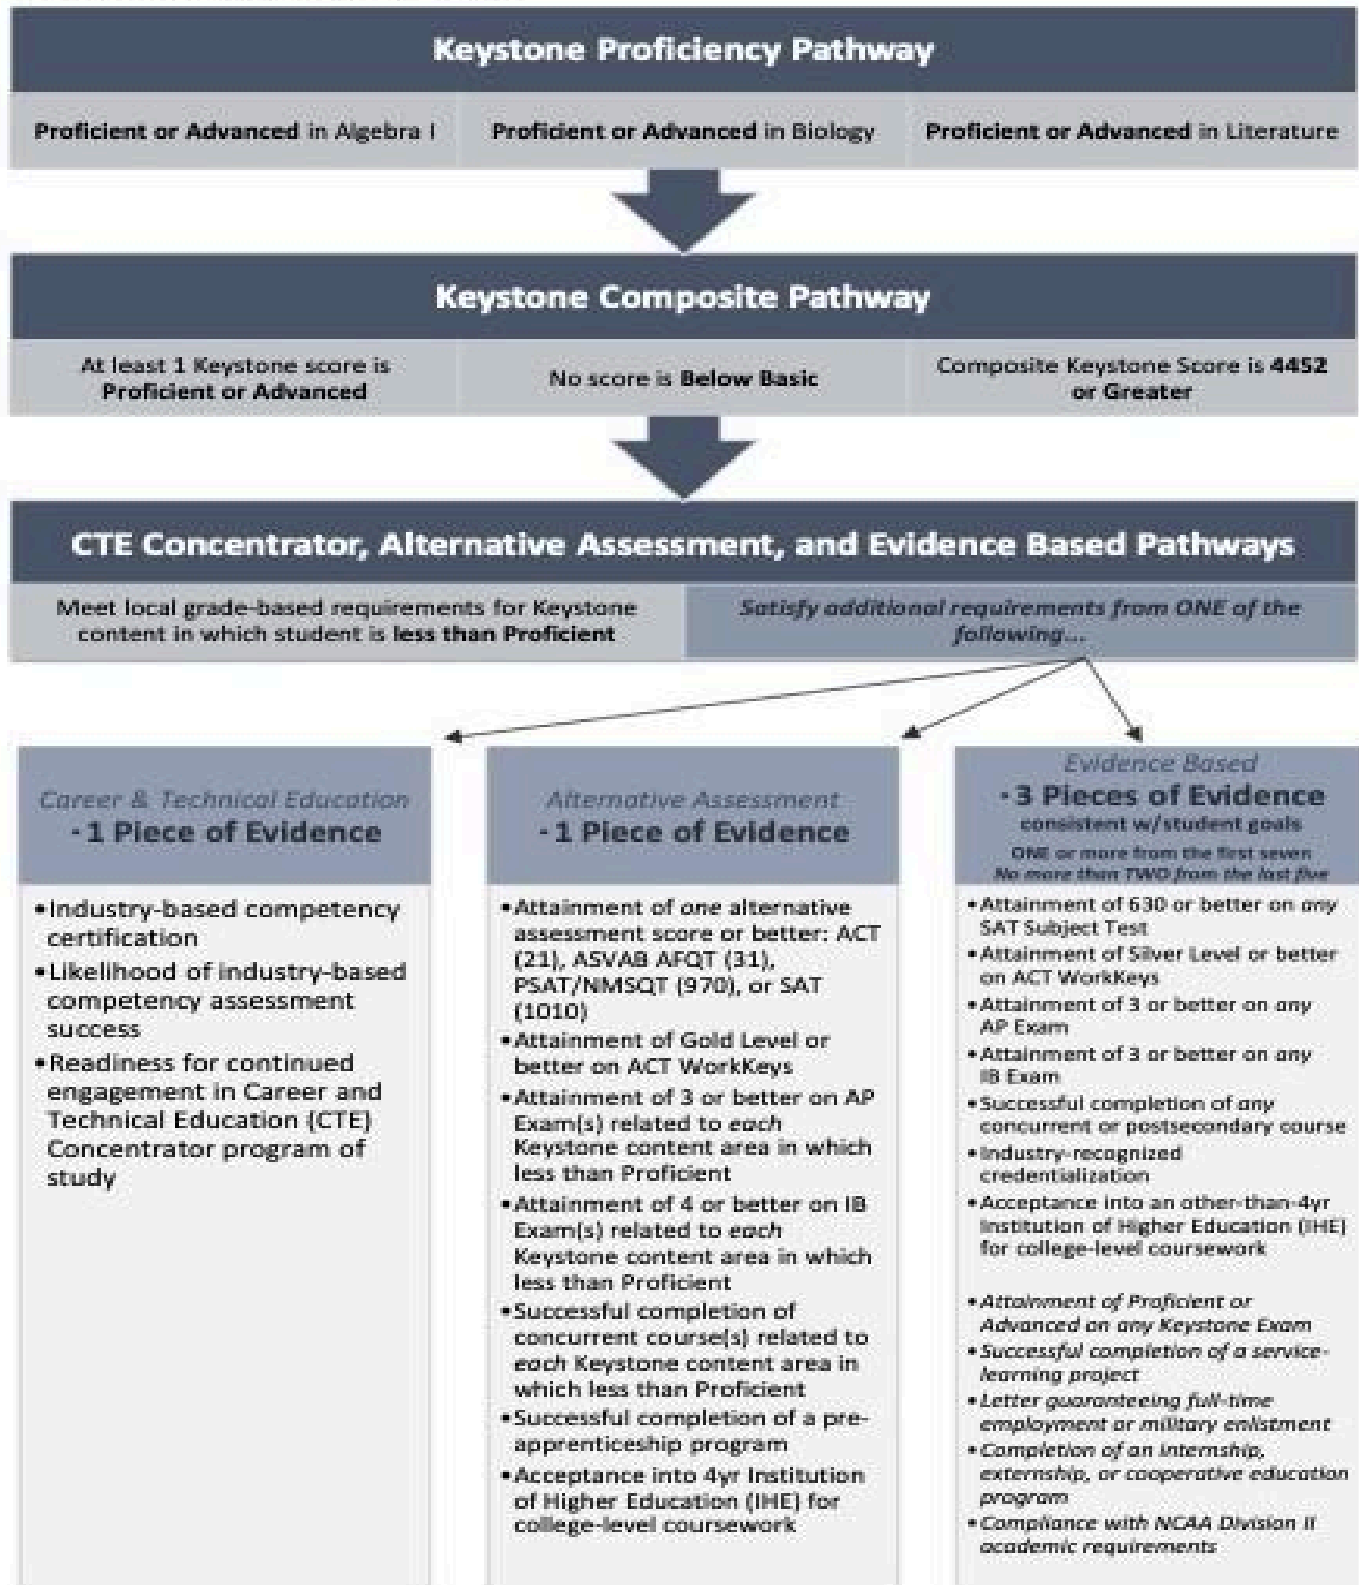 Keystone Proficiency Pathway
Proficient or Advanced in Algebra I
Proficient or Advanced in Biology
Proficient or Advanced in Literature
Keystone Composite Pathway
At least 1 Keystone score is
Proficient or Advanced
No score is Below Basic
Composite Keystone Score is 4452
or Greater
CTE Concentrator, Alternative Assessment, and Evidence Based Pathways
Meet local grade-based requirements for Keystone
content in which student is less than Proficient
Satisfy additional requirements from ONE of the
following...
Career & Technical Education
- 1 Piece of Evidence
•Industry-based competency
certification
•Likelihood of industry-based
competency assessment
success
•Readiness for continued
engagement in Career and
Technical Education (CTE)
Concentrator program of
study
Alternative Assessment
- 1 Piece of Evidence
•Attainment of one alternative
assessment score or better: ACT
(21), ASVAB AFQT (31),
PSAT/NMSQT (970), or SAT
(1010)
•Attainment of Gold Level or
better on ACT WorkKeys
•Attainment of 3 or better on AP
Exam(s) related to each
Keystone content area in which
less than Proficient
•Attainment of 4 or better on IB
Exam(s) related to each
Keystone content area in which
less than Proficient
•Successful completion of
concurrent course(s) related to
each Keystone content area in
which less than Proficient
•Successful completion of a pre-
apprenticeship program
•Acceptance into 4yr Institution
of Higher Education (IHE) for
college-level coursework
Evidence Based
- 3 Pieces of Evidence
consistent w/student goals
ONE or more from the first seven
No more than TWO from the last five
•Attainment of 630 or better on any
SAT Subject Test
•Attainment of Silver Level or better
on ACT WorkKeys
•Attainment of 3 or better on any
AP Exam
•Attainment of 3 or better on any
IB Exam
•Successful completion of any
concurrent or postsecondary course
•Industry-recognized
credentialization
•Acceptance into an other-than-4yr
Institution of Higher Education (IHE)
for college-level coursework
•Attainment of Proficient or
Advanced on any Keystone Exam
•Successful completion of a service-
learning project
•Letter guaranteeing full-time
employment or military enlistment
•Completion of an internship,
externship, or cooperative education
program
•Compliance with NCAA Division II
academic requirements